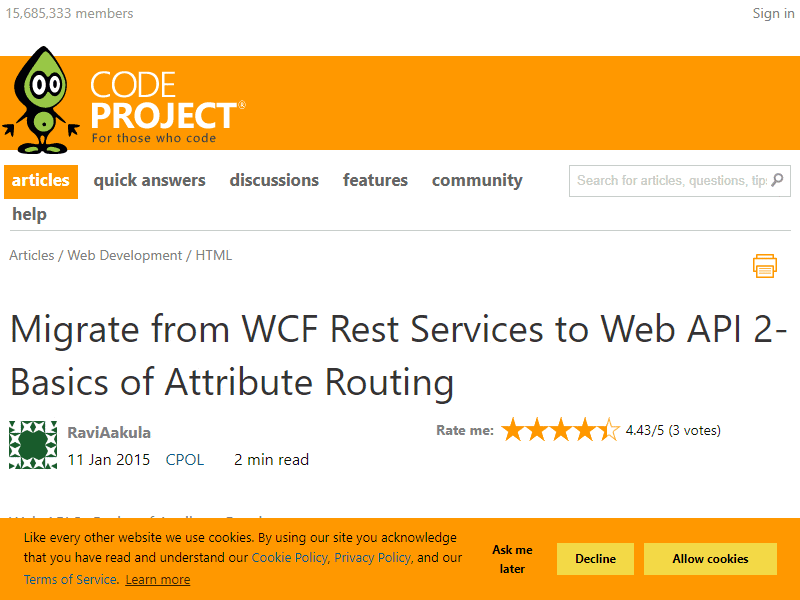 15,685,333 members
Sign in
CODE
PROJECT®
For those who code
articles quick answers discussions features community
Search for articles, questions, tips
help
Articles / Web Development / HTML
Migrate from WCF Rest Services to Web API 2-
Basics of Attribute Routing
RaviAakula
Rate me: 4.43/5 (3 votes)
11 Jan 2015 CPOL 2 min read
Like every other website we use cookies. By using our site you acknowledge
that you have read and understand our Cookie Policy, Privacy Policy, and our
Terms of Service. Learn more
Ask me
later
Decline
Allow cookies